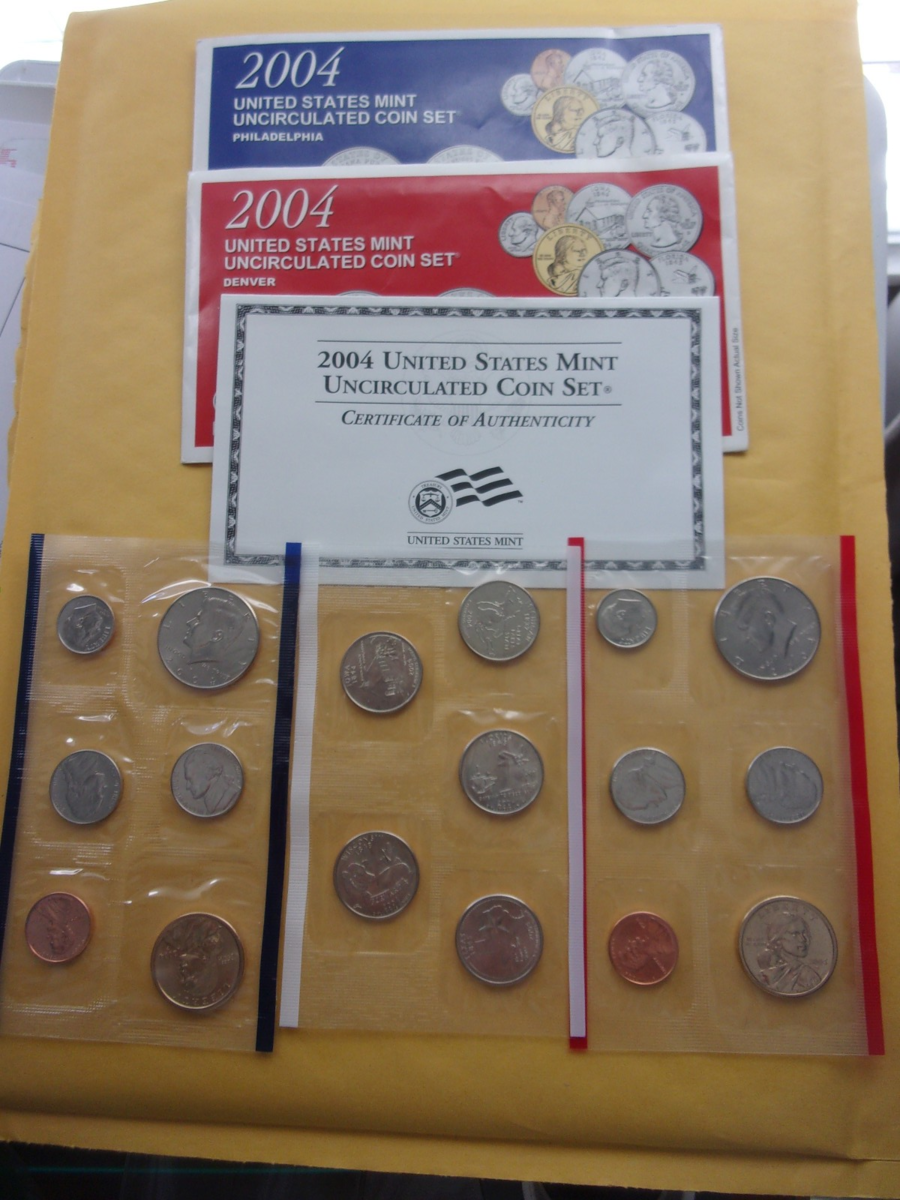 2004
UNITED STATES MINT
UNCIRCULATED COIN SET
PHILADELPHIA
2004
UNITED STATES MINT
UNCIRCULATED COIN SET
DENVER
LIBERTY
Coins Not Shown Actual Size
2004 UNITED STATES MINT
UNCIRCULATED COIN SET®
CERTIFICATE OF AUTHENTICITY
UNITED STATES MINT